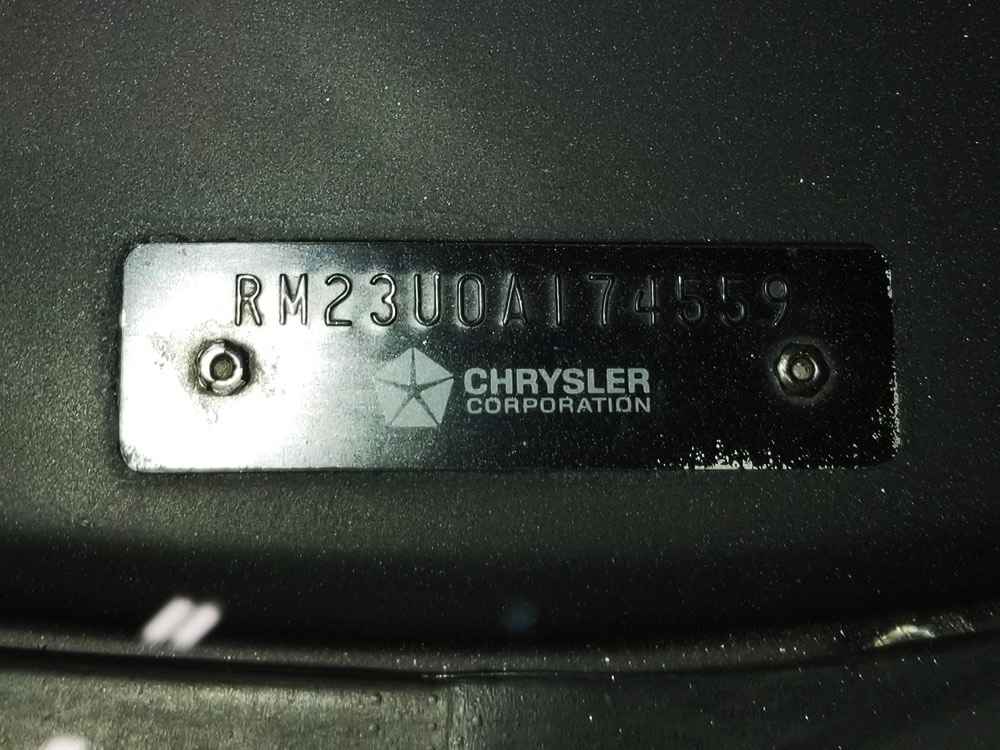 RM23U0A174559
CHRYSLER
CORPORATION